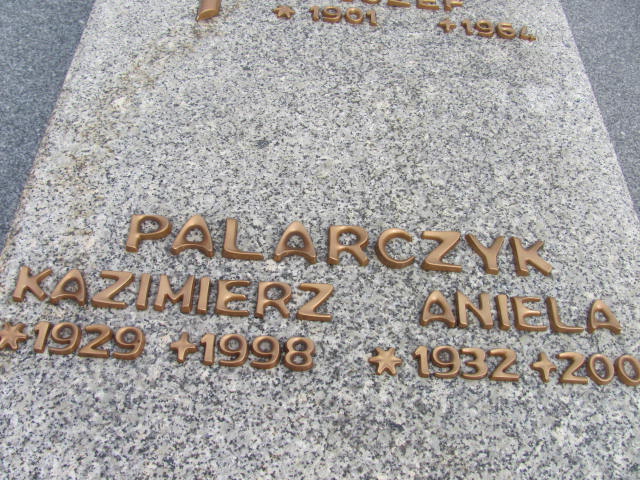 * 1901 + 1964
PALARCZYK
KAZIMIERZ ANIELA
* 1929 + 1998 * 1932 + 200